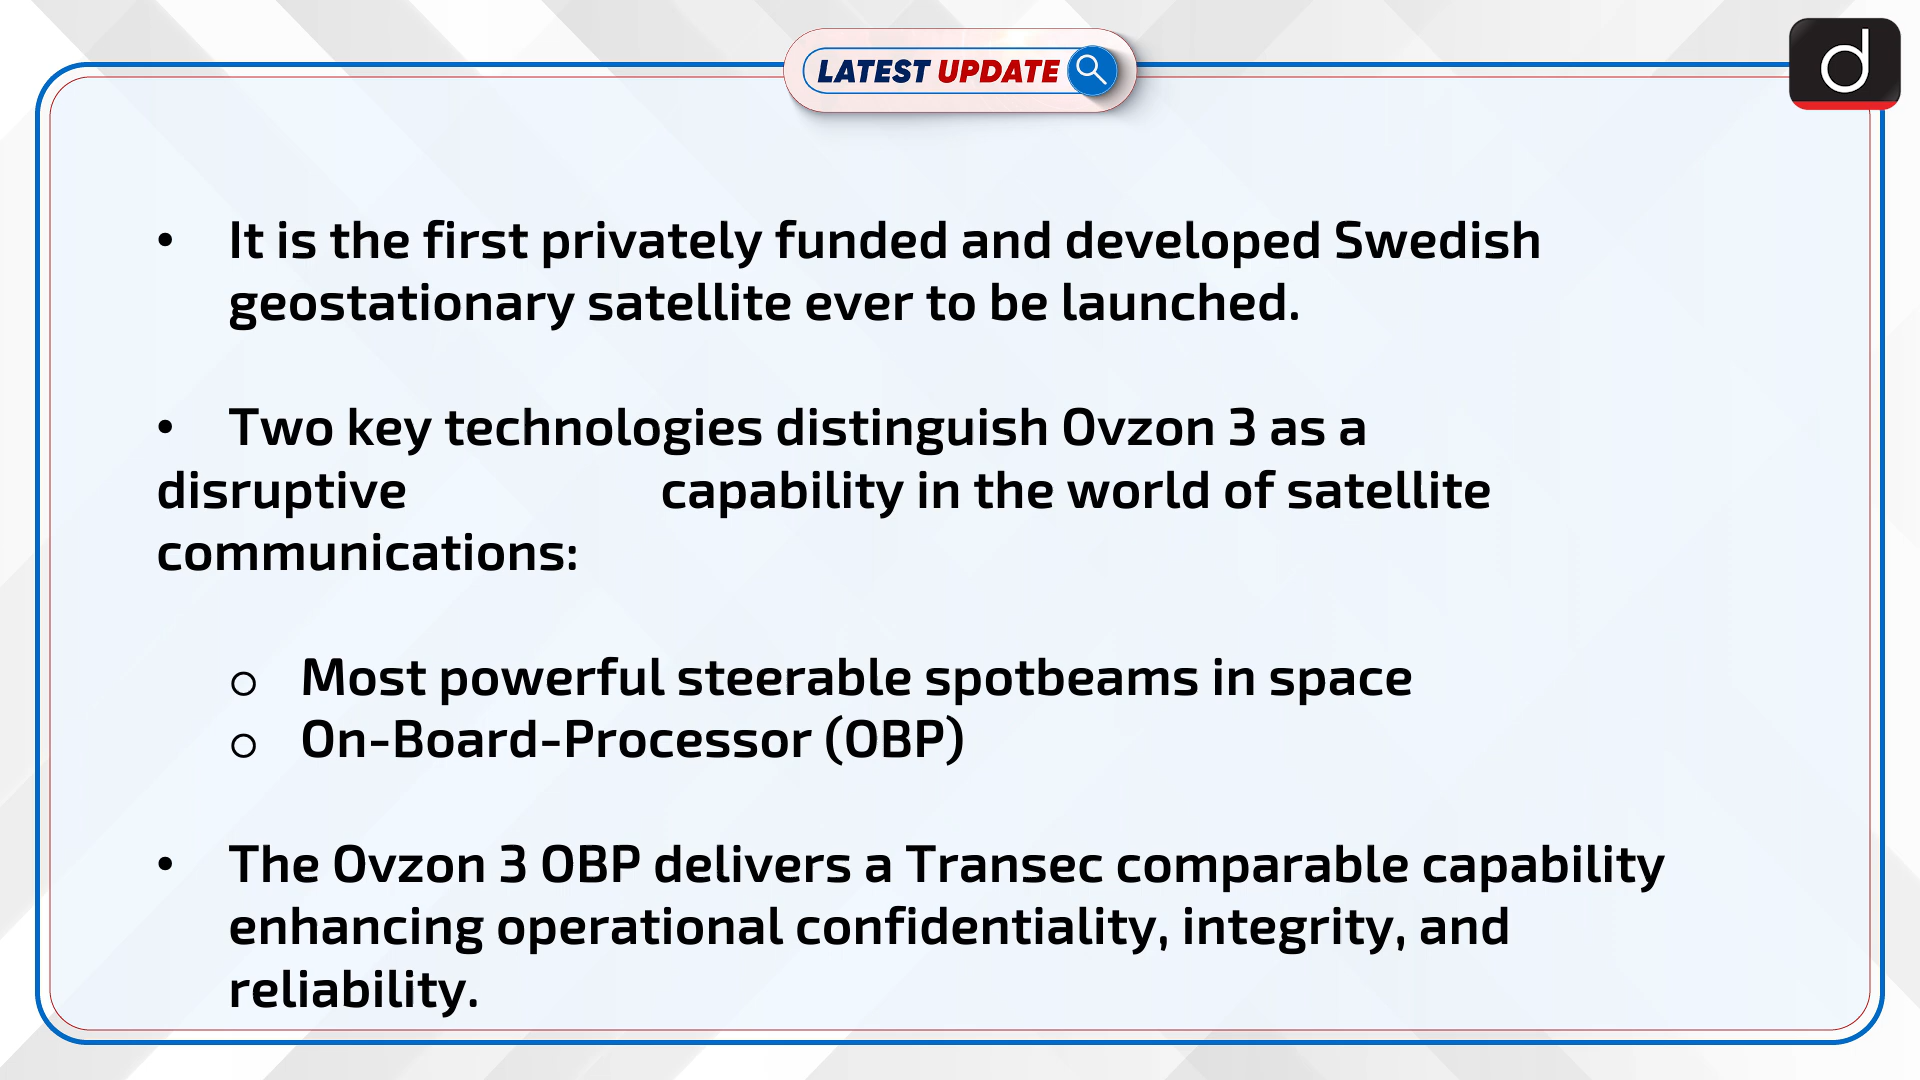 LATEST UPDATE
d
• It is the first privately funded and developed Swedish
geostationary satellite ever to be launched.
• Two key technologies distinguish Ovzon 3 as a
disruptive capability in the world of satellite
communications:
o Most powerful steerable spotbeams in space
o On-Board-Processor (OBP)
• The Ovzon 3 OBP delivers a Transec comparable capability
enhancing operational confidentiality, integrity, and
reliability.